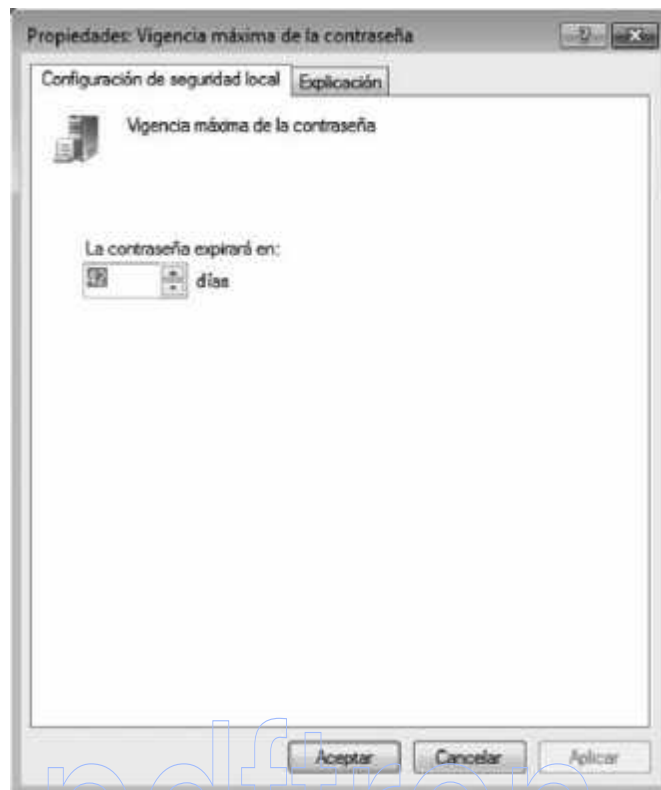 Propiedades: Vigencia máxima de la contraseña
Configuración de seguridad local
Explicación
Vigencia máxima de la contraseña
La contraseña expirará en:
días
Aceptar
Cancelar
Aplicar